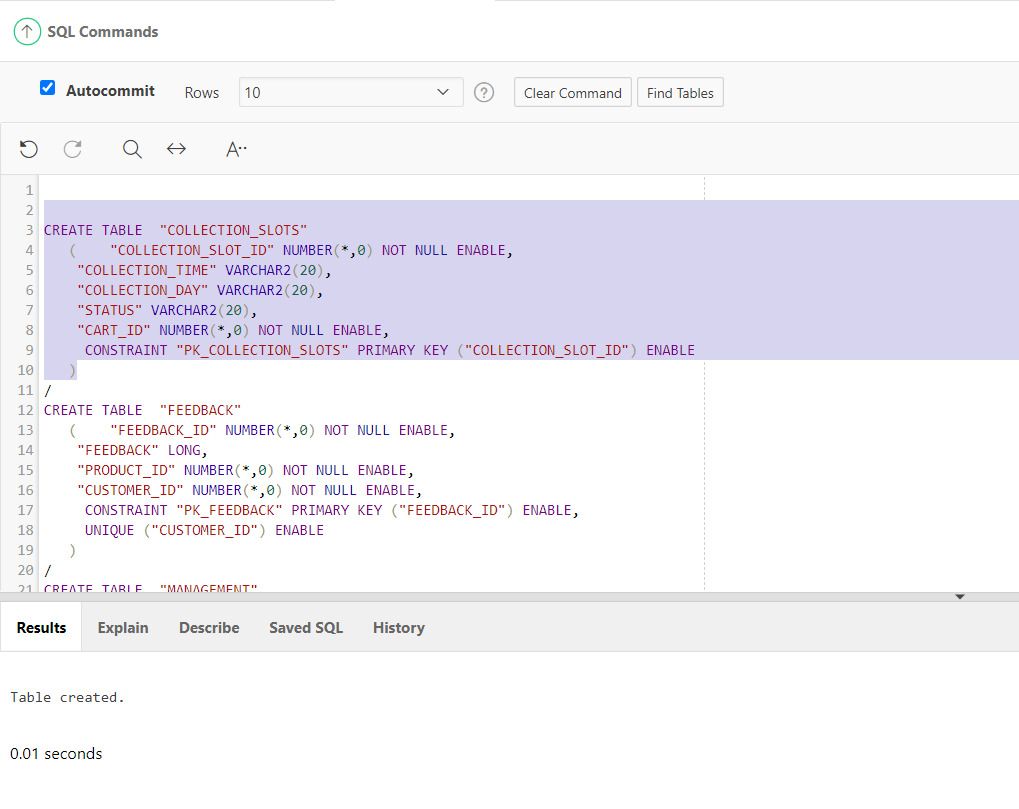 SQL Commands
Autocommit Rows 10 ? Clear Command Find Tables
A
1
2
3 CREATE TABLE "COLLECTION_SLOTS"
4 ( "COLLECTION_SLOT_ID" NUMBER(*,0) NOT NULL ENABLE,
5 "COLLECTION_TIME" VARCHAR2(20),
6 "COLLECTION_DAY" VARCHAR2(20),
7 "STATUS" VARCHAR2(20),
8 "CART_ID" NUMBER(*,0) NOT NULL ENABLE,
9 CONSTRAINT "PK_COLLECTION_SLOTS" PRIMARY KEY ("COLLECTION_SLOT_ID") ENABLE
10 )
11 /
12 CREATE TABLE "FEEDBACK"
13 ( "FEEDBACK_ID" NUMBER(*,0) NOT NULL ENABLE,
14 "FEEDBACK" LONG,
15 "PRODUCT_ID" NUMBER(*,0) NOT NULL ENABLE,
16 "CUSTOMER_ID" NUMBER(*,0) NOT NULL ENABLE,
17 CONSTRAINT "PK_FEEDBACK" PRIMARY KEY ("FEEDBACK_ID") ENABLE,
18 UNIQUE ("CUSTOMER_ID") ENABLE
19 )
20 /
21 CREATE TABLE "MANAGEMENT"
Results Explain Describe Saved SQL History
Table created.
0.01 seconds